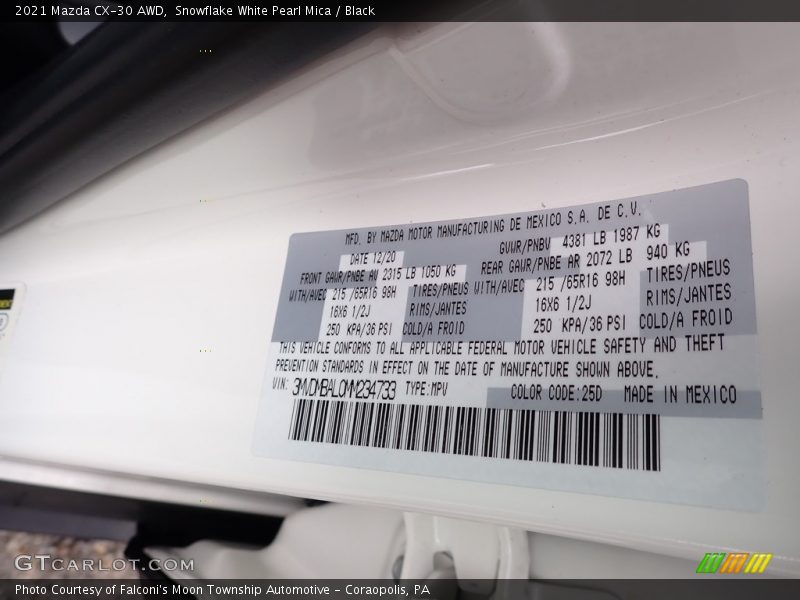 2021 Mazda CX-30 AWD, Snowflake White Pearl Mica / Black
MFD. BY MAZDA MOTOR MANUFACTURING DE MEXICO S.A. DE C.V.
DATE 12/20 GVWR/PNBV 4381 LB 1987 KG
FRONT GAWR/PNBE AV 2315 LB 1050 KG REAR GAWR/PNBE AR 2072 LB 940 KG
WITH/AVEC 215 /65R16 98H TIRES/PNEUS WITH/AVEC 215 /65R16 98H TIRES/PNEUS
16X6 1/2J RIMS/JANTES 16X6 1/2J RIMS/JANTES
250 KPA/36 PSI COLD/A FROID 250 KPA/36 PSI COLD/A FROID
THIS VEHICLE CONFORMS TO ALL APPLICABLE FEDERAL MOTOR VEHICLE SAFETY AND THEFT
PREVENTION STANDARDS IN EFFECT ON THE DATE OF MANUFACTURE SHOWN ABOVE.
VIN: 3MVDMBAL0MM234733 TYPE:MPV COLOR CODE:25D MADE IN MEXICO
GTCARLOT.COM
Photo Courtesy of Falconi's Moon Township Automotive - Coraopolis, PA